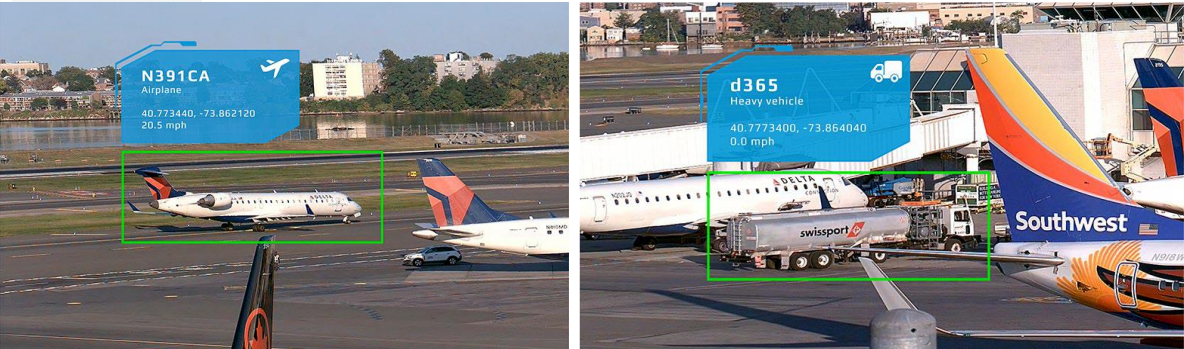 N391CA
Airplane
40.773440, -73.862120
20.5 mph
DELTA
d365
Heavy vehicle
40.7773400, -73.864040
0.0 mph
DELTA
swissport
Southwest